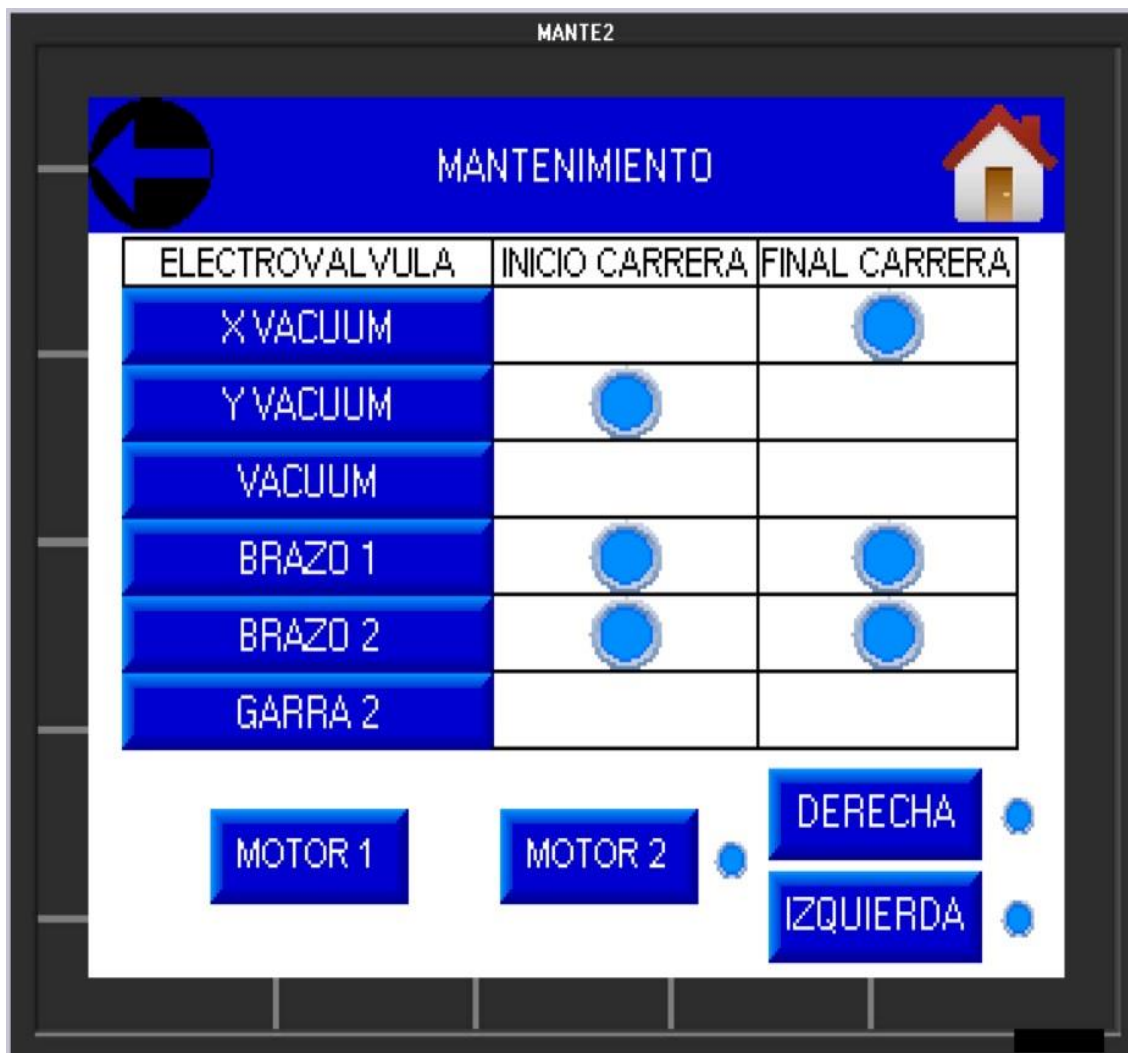 MANTE2
MANTENIMIENTO
ELECTROVALVULA INICIO CARRERA FINAL CARRERA
X VACUUM
Y VACUUM
VACUUM
BRAZO 1
BRAZO 2
GARRA 2
MOTOR 1 MOTOR 2 DERECHA
IZQUIERDA